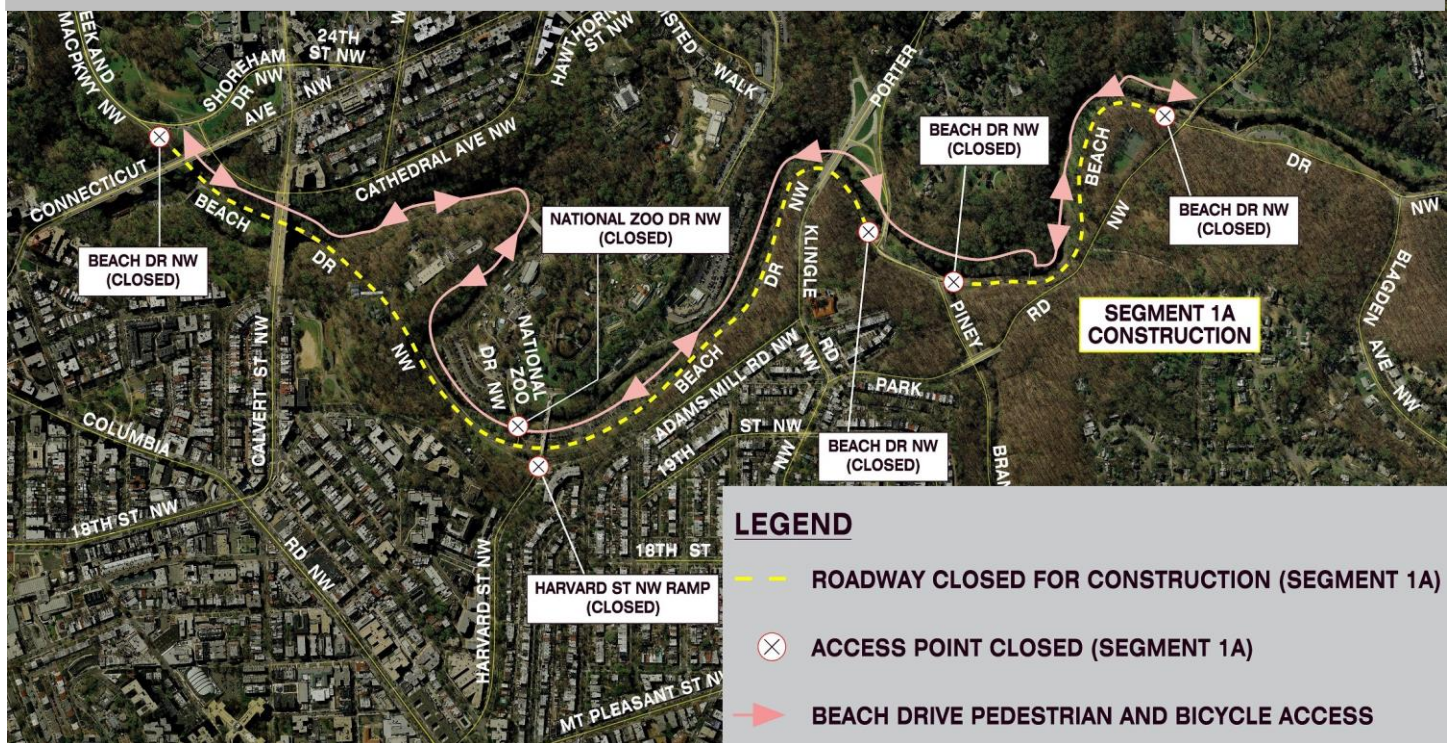 EEK AND
MACPKWY NW
SHOREHAM
DR NW
24TH
ST NW
AVE NW
HAWTHORN
ST NW
MSTED
WALK
PORTER
CONNECTICUT
CATHEDRAL AVE NW
BEACH DR NW
(CLOSED)
BEACH
DR
NW
NATIONAL ZOO DR NW
(CLOSED)
BEACH DR NW
(CLOSED)
BEACH
DR
NW
BEACH DR NW
(CLOSED)
BLAGDEN
AVE NW
KLINGLE
RD
NW
NW
DR
BEACH
NATIONAL
ZOO
DR NW
ADAMS MILL RD NW
19TH
ST NW
NW
PARK
RD
NW
PINEY
BRAN
SEGMENT 1A
CONSTRUCTION
BEACH DR NW
(CLOSED)
COLUMBIA
RD NW
CALVERT ST NW
18TH ST NW
HARVARD ST NW
HARVARD ST NW RAMP
(CLOSED)
18TH ST
MT PLEASANT ST N
LEGEND
ROADWAY CLOSED FOR CONSTRUCTION (SEGMENT 1A)
ACCESS POINT CLOSED (SEGMENT 1A)
BEACH DRIVE PEDESTRIAN AND BICYCLE ACCESS